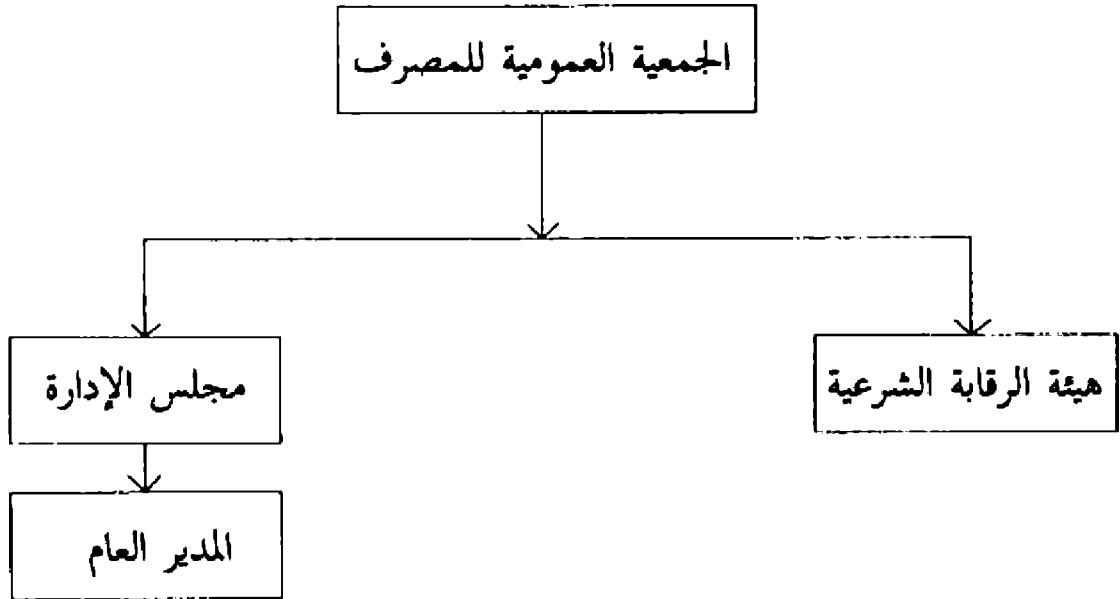 الجمعية العمومية للمصرف
هيئة الرقابة الشرعية
مجلس الإدارة
المدير العام